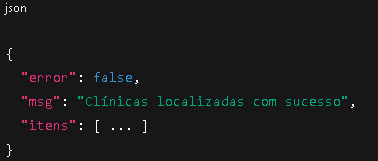 json
{
"error": false,
"msg": "Clínicas localizadas com sucesso",
"itens": [ ... ]
}